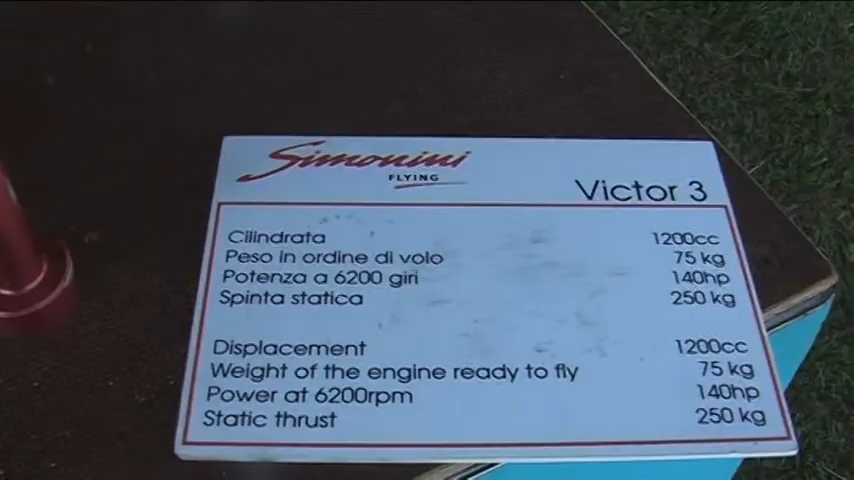 Simonini
FLYING
Victor 3
Cilindrata 1200cc
Peso in ordine di volo 75 kg
Potenza a 6200 giri 140hp
Spinta statica 250 kg
Displacement 1200cc
Weight of the engine ready to fly 75 kg
Power at 6200rpm 140hp
Static thrust 250 kg